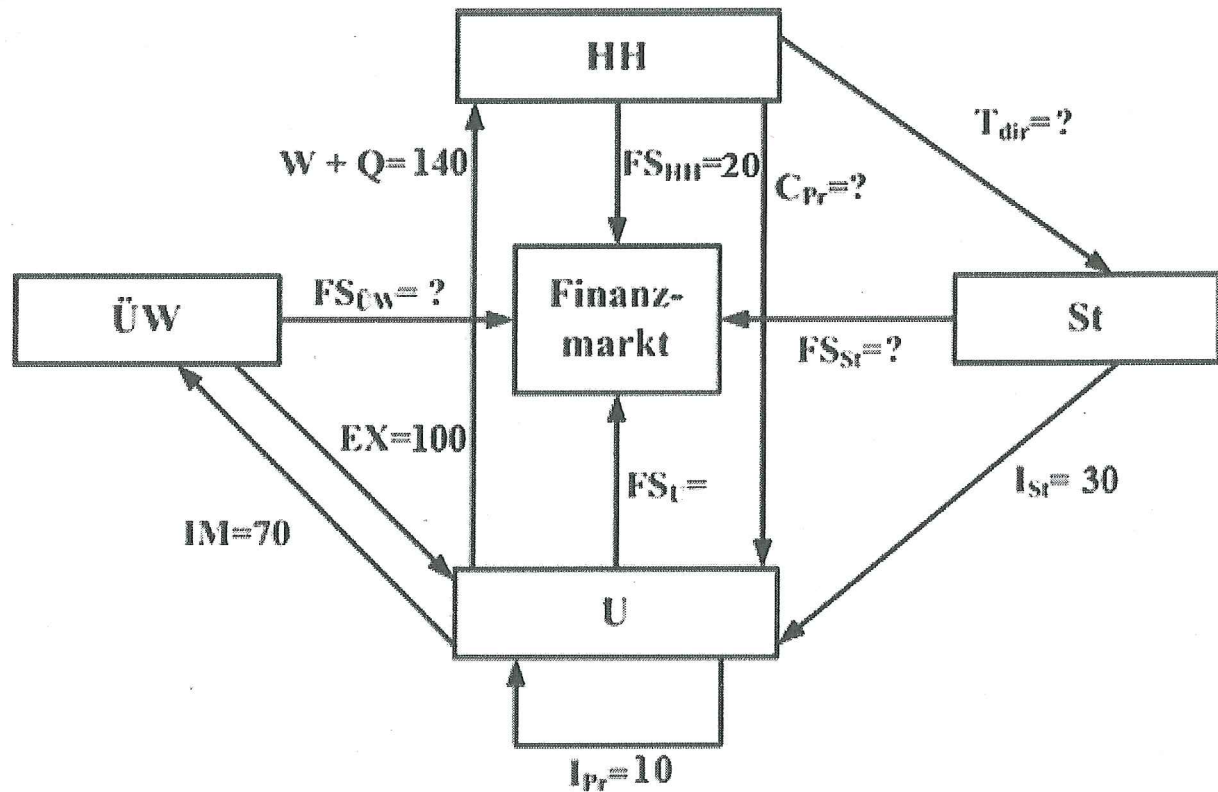 HH
T_dir=?
W + Q=140
FS_HH=20
C_Pr=?
ÜW
FS_ÜW= ?
Finanz-
markt
St
FS_St=?
EX=100
FS_U=
I_St= 30
IM=70
U
I_Pr=10